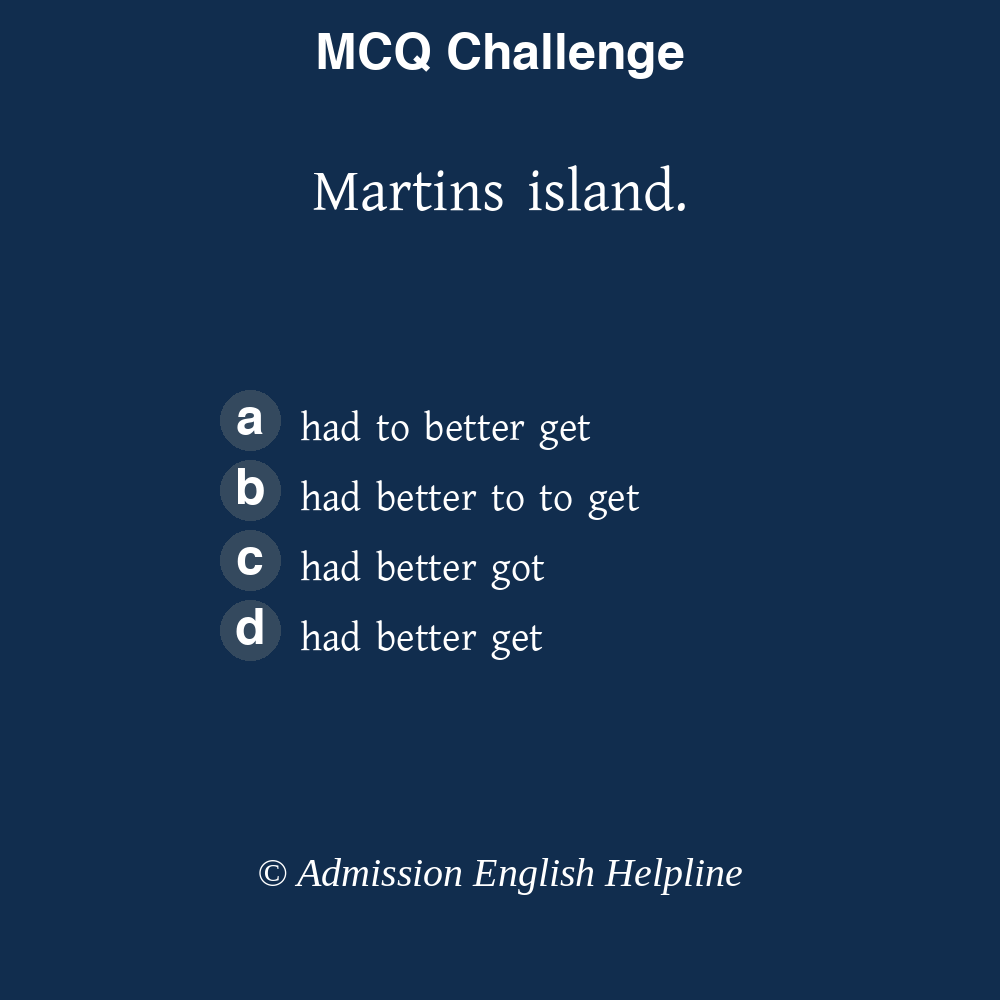 MCQ Challenge
Martins island.
a had to better get
b had better to to get
c had better got
d had better get
© Admission English Helpline